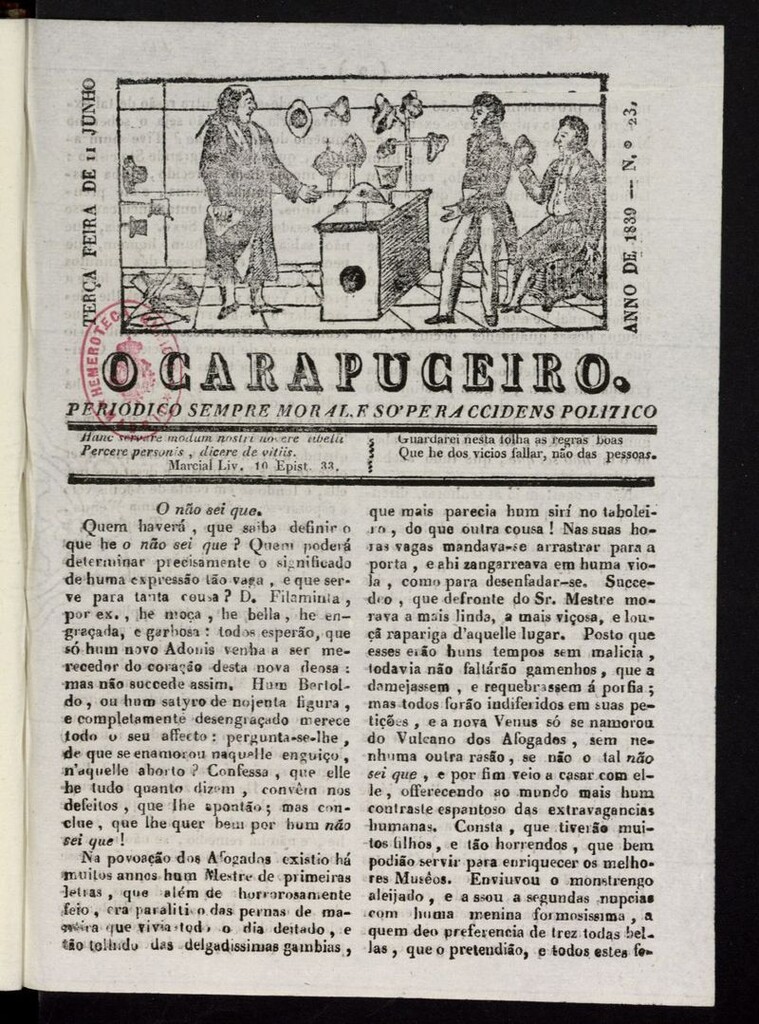 TERÇA FEIRA DE 11 JUNHO
ANNO DE 1839 — N.º 23.
HEMEROTECA
O CARAPUCEIRO.
PERIODICO SEMPRE MORAL, E SO' PER ACCIDENS POLITICO
Hanc servare modum nostri novere libelli
Percere personis , dicere de vitiis.
Marcial Liv. 10 Epist. 33.
Guardarei nesta folha as regras boas
Que he dos vicios fallar, não das pessoas.
O não sei que.
Quem haverá , que saiba definir o
que he o não sei que ? Quem poderá
determinar precisamente o significado
de huma expressão tão vaga , e que ser-
ve para tanta cousa ? D. Filaminta ,
por ex. , he moça , he bella , he en-
graçada, e garbosa : todos esperão, que
só hum novo Adonis venha a ser me-
recedor do coração desta nova deosa :
mas não succede assim. Hum Bertol-
do , ou hum satyro de nojenta figura ,
e completamente desengraçado merece
todo o seu affecto : pergunta-se-lhe ,
de que se enamorou naquelle enguiço ,
n'aquelle aborto ? Confessa , que elle
he tudo quanto dizem , convêm nos
defeitos , que lhe apontão ; mas con-
clue , que lhe quer bem por hum não
sei que !
Na povoação dos Afogados existio há
muitos annos hum Mestre de primeiras
letras , que além de horrorosamente
feio , era paralitico das pernas de ma-
neira que vivia todo o dia deitado , e
tão tolhido das delgadissimas gambias ,
que mais parecia hum sirí no tabolei-
ro , do que outra cousa ! Nas suas ho-
ras vagas mandava-se arrastrar para a
porta , e ahi zangarreava em huma vio-
la , como para desenfadar-se. Succe-
deo , que defronte do Sr. Mestre mo-
rava a mais linda, a mais viçosa, e lou-
çã rapariga d'aquelle lugar. Posto que
esses erão huns tempos sem malicia ,
todavia não faltárão gamenhos , que a
damejassem , e requebrassem á porfia ;
mas todos forão indiferidos em suas pe-
tições , e a nova Venus só se namorou
do Vulcano dos Afogados , sem ne-
nhuma outra rasão , se não o tal não
sei que , e por fim veio a casar com el-
le , offerecendo ao mundo mais hum
contraste espantoso das extravagancias
humanas. Consta , que tiverão mui-
tos filhos , e tão horrendos , que bem
podião servir para enriquecer os melho-
res Musêos. Enviuvou o monstrengo
aleijado , e passou a segundas nupcias
com huma menina formosissima , a
quem deo preferencia de trez todas bel-
las , que o pretendião, e todos estes fe-